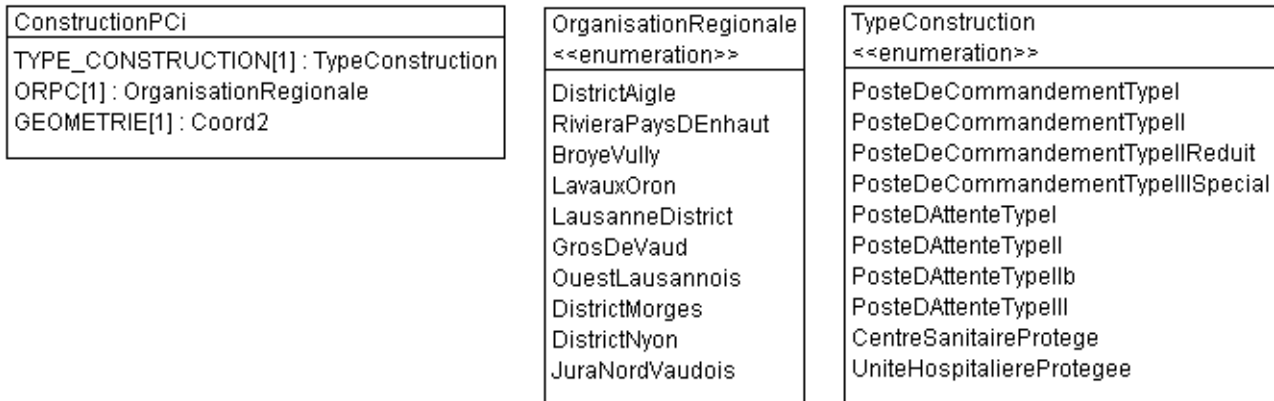 ConstructionPCi
TYPE_CONSTRUCTION[1] : TypeConstruction
ORPC[1] : OrganisationRegionale
GEOMETRIE[1] : Coord2
OrganisationRegionale
<<enumeration>>
DistrictAigle
RivieraPaysDEnhaut
BroyeVully
LavauxOron
LausanneDistrict
GrosDeVaud
OuestLausannois
DistrictMorges
DistrictNyon
JuraNordVaudois
TypeConstruction
<<enumeration>>
PosteDeCommandementTypeI
PosteDeCommandementTypeII
PosteDeCommandementTypeIIReduit
PosteDeCommandementTypeIIISpecial
PosteDAttenteTypeI
PosteDAttenteTypeII
PosteDAttenteTypeIIb
PosteDAttenteTypeIII
CentreSanitaireProtege
UniteHospitaliereProtegee